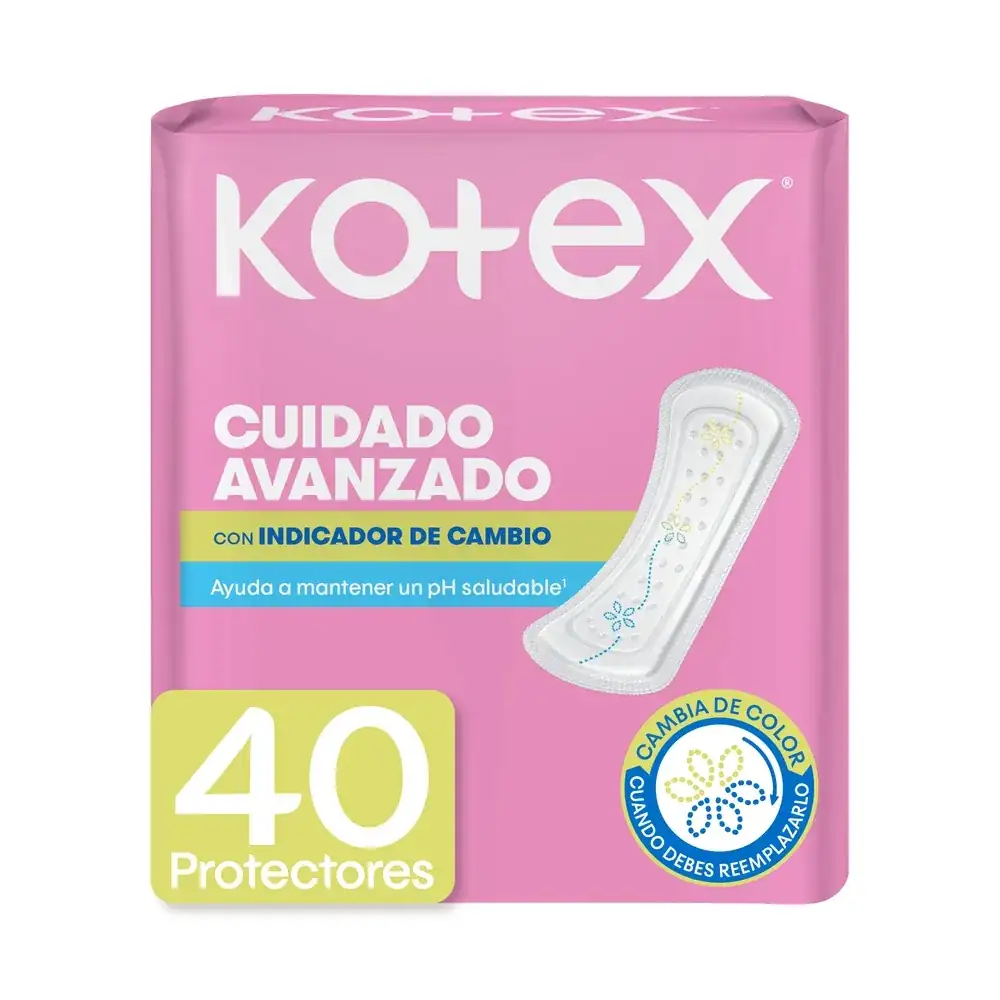 Kotex
Kotex®
CUIDADO
AVANZADO
CON INDICADOR DE CAMBIO
Ayuda a mantener un pH saludable¹
40
Protectores
CAMBIA DE COLOR
CUANDO DEBES REEMPLAZARLO